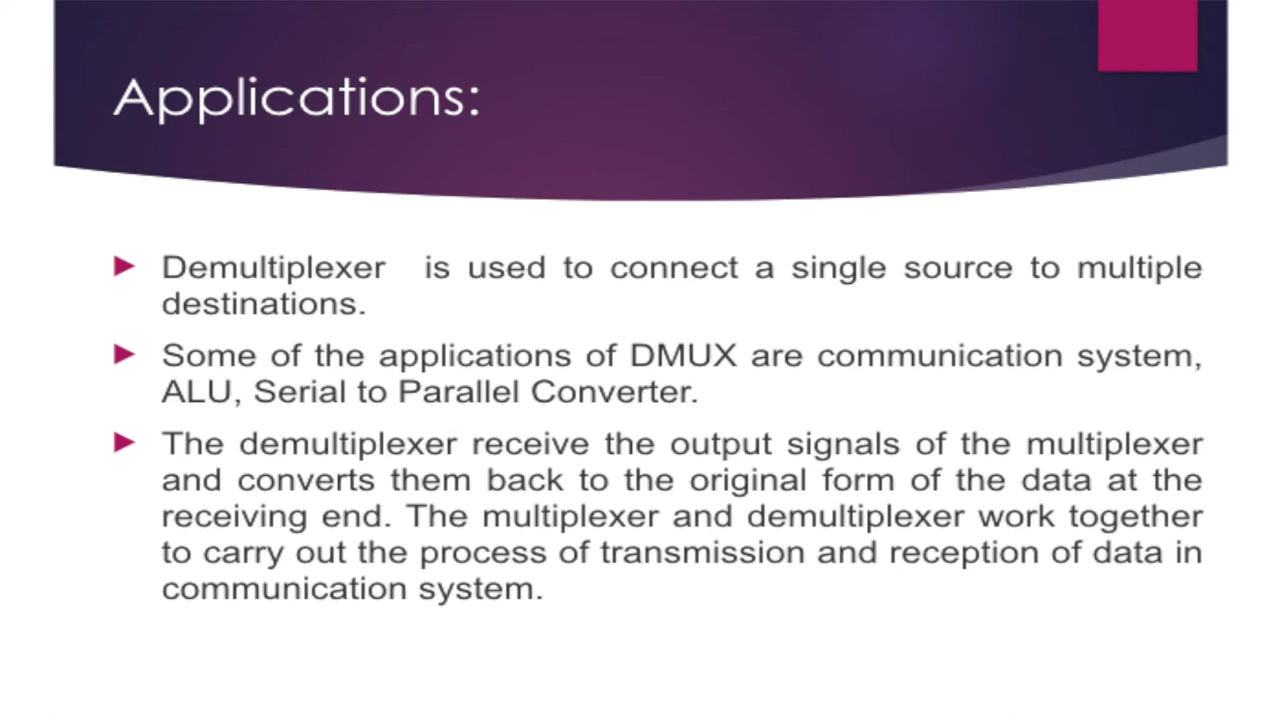 Applications:
Demultiplexer is used to connect a single source to multiple
destinations.
Some of the applications of DMUX are communication system,
ALU, Serial to Parallel Converter.
The demultiplexer receive the output signals of the multiplexer
and converts them back to the original form of the data at the
receiving end. The multiplexer and demultiplexer work together
to carry out the process of transmission and reception of data in
communication system.